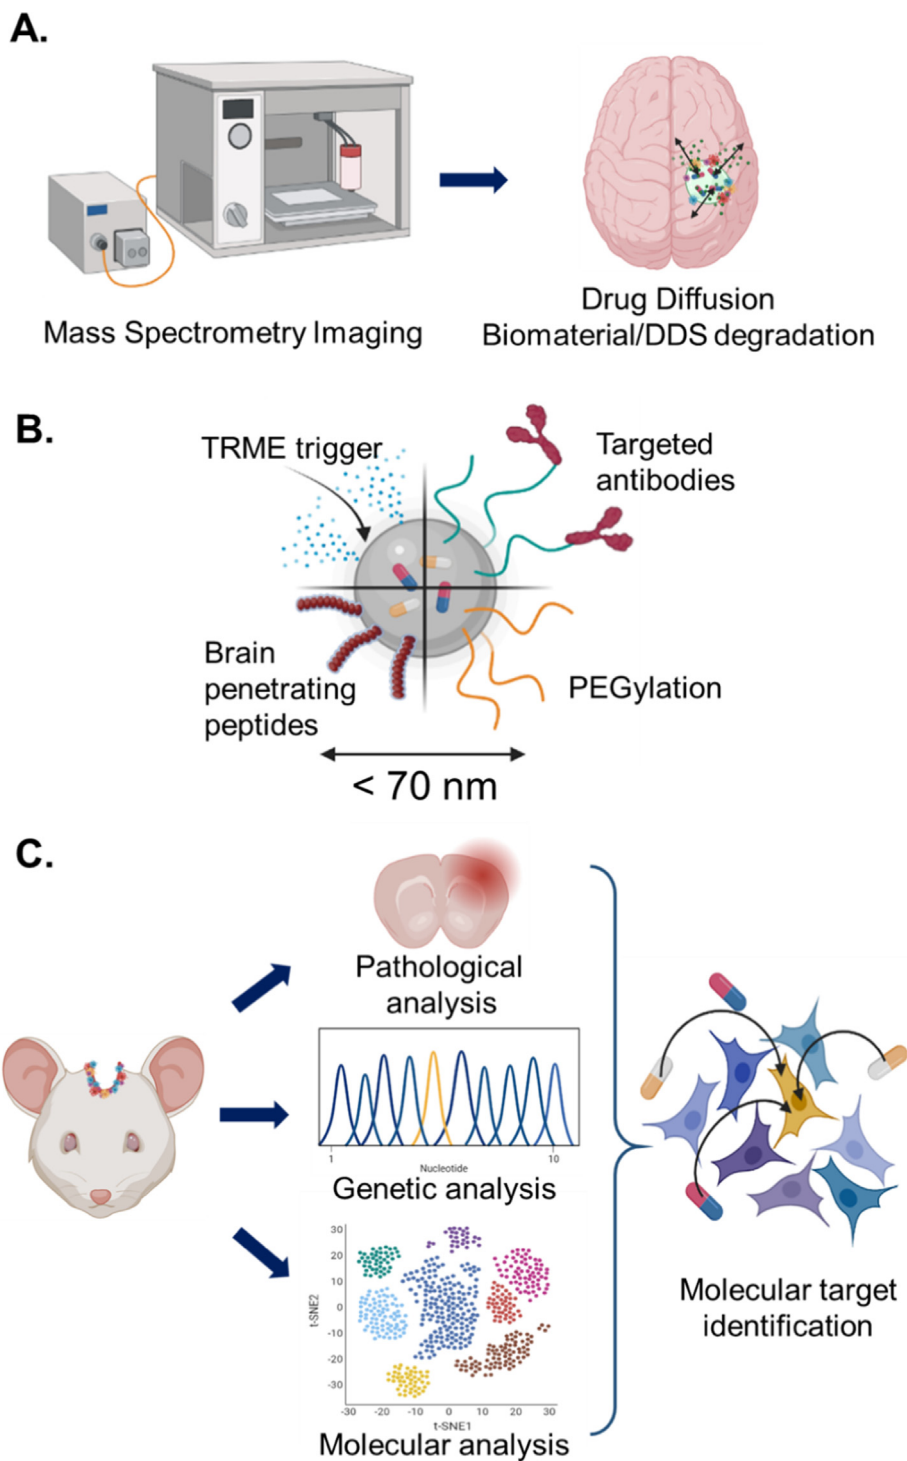 A.
Mass Spectrometry Imaging
Drug Diffusion
Biomaterial/DDS degradation
B.
TRME trigger
Targeted
antibodies
Brain
penetrating
peptides
PEGylation
< 70 nm
C.
Pathological
analysis
1
10
Nucleotide
Genetic analysis
30
20
10
0
-10
-20
-30
t-SNE2
-30 -20 -10 0 10 20 30
t-SNE1
Molecular analysis
Molecular target
identification